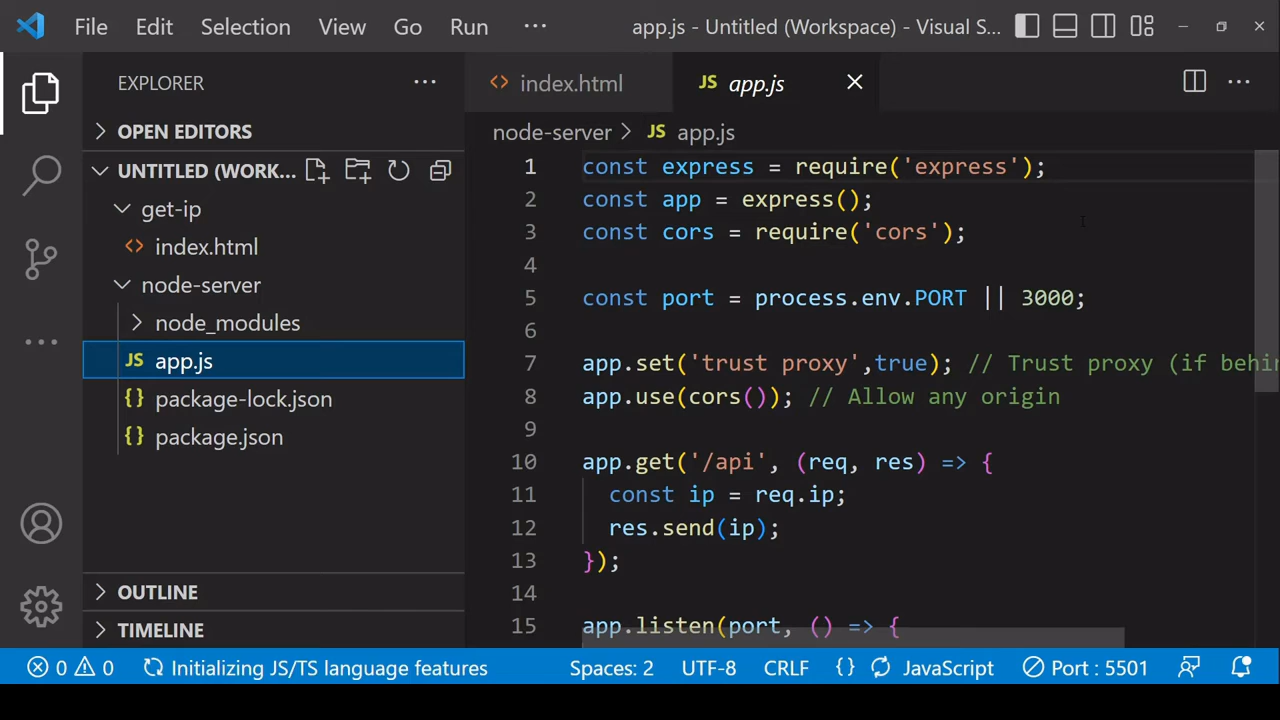 File Edit Selection View Go Run ... app.js - Untitled (Workspace) - Visual S...
EXPLORER
OPEN EDITORS
UNTITLED (WORK...
get-ip
index.html
node-server
node_modules
app.js
package-lock.json
package.json
OUTLINE
TIMELINE
index.html JS app.js
node-server > JS app.js
1 const express = require('express');
2 const app = express();
3 const cors = require('cors');
4
5 const port = process.env.PORT || 3000;
6
7 app.set('trust proxy',true); // Trust proxy (if behin
8 app.use(cors()); // Allow any origin
9
10 app.get('/api', (req, res) => {
11 const ip = req.ip;
12 res.send(ip);
13 });
14
15 app.listen(port, () => {
0 0 Initializing JS/TS language features Spaces: 2 UTF-8 CRLF {} JavaScript Port : 5501